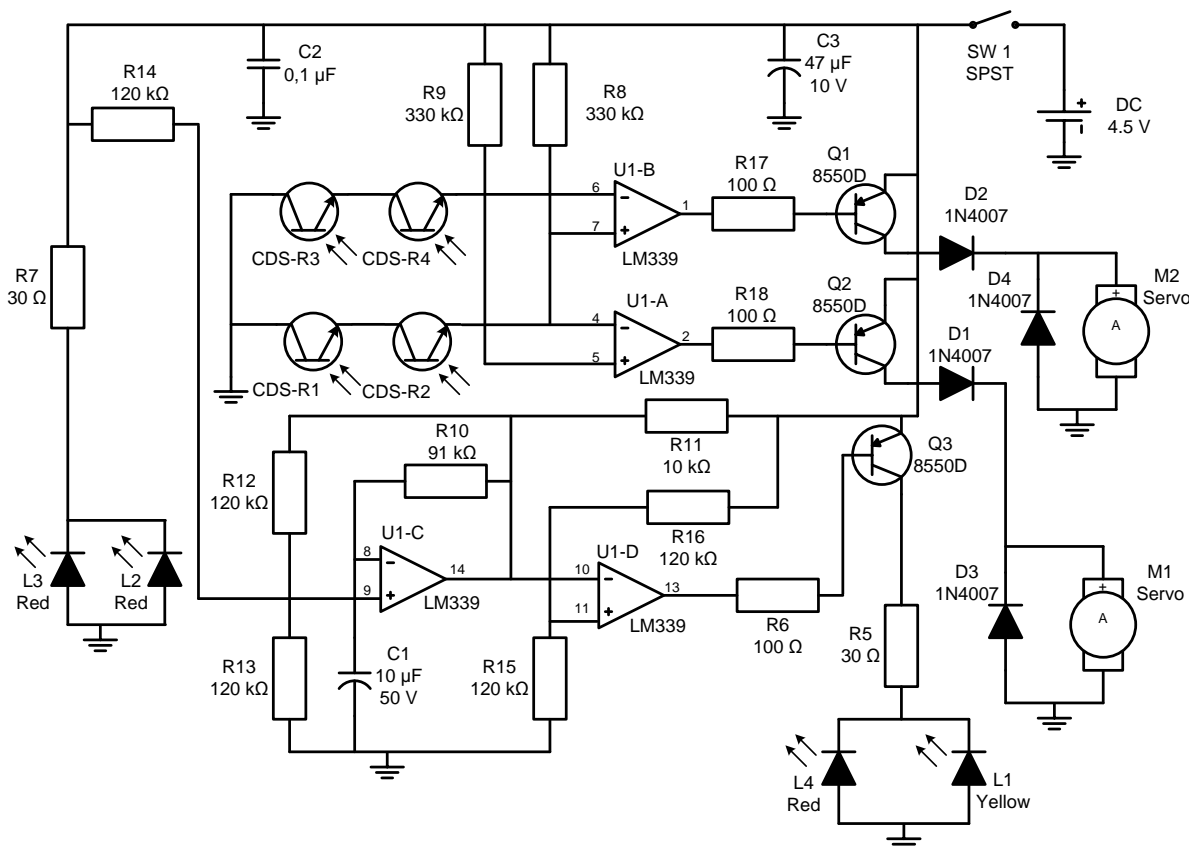 C2
0,1 µF
C3
47 µF
10 V
SW 1
SPST
R14
120 kΩ
R9
330 kΩ
R8
330 kΩ
DC
4.5 V
+
U1-B
R17
100 Ω
Q1
8550D
6
-
7
+
1
LM339
D2
1N4007
CDS-R3
CDS-R4
R7
30 Ω
U1-A
R18
100 Ω
Q2
8550D
D4
1N4007
M2
Servo
+
A
4
-
5
+
2
LM339
D1
1N4007
CDS-R1
CDS-R2
R10
91 kΩ
R11
10 kΩ
Q3
8550D
R12
120 kΩ
R16
120 kΩ
U1-C
8
-
9
+
14
LM339
U1-D
10
-
11
+
13
LM339
L3
Red
L2
Red
D3
1N4007
M1
Servo
+
A
R6
100 Ω
R5
30 Ω
R13
120 kΩ
C1
10 µF
50 V
R15
120 kΩ
L4
Red
L1
Yellow